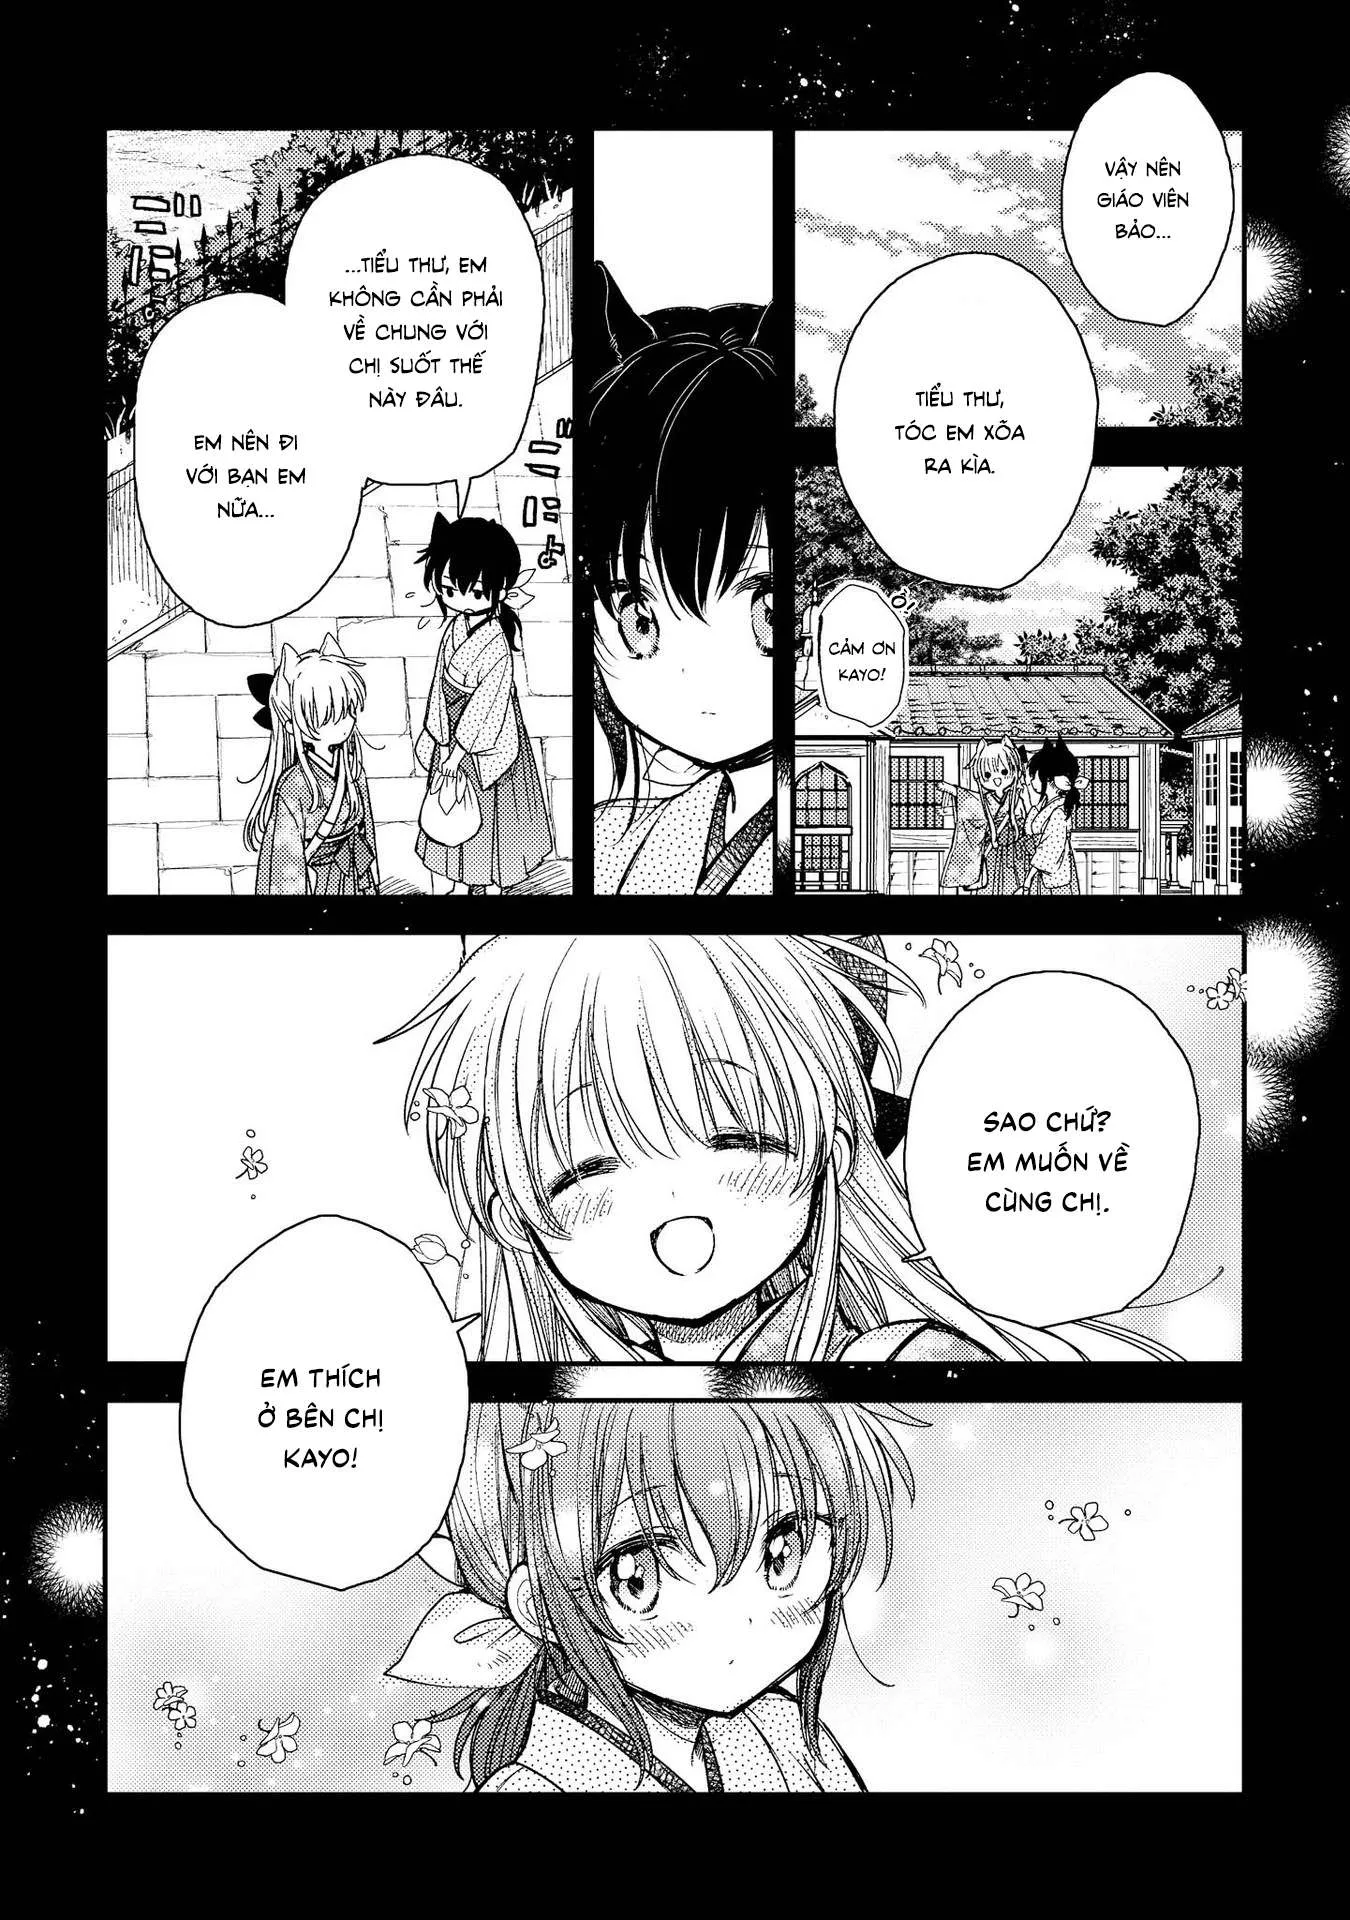 VẬY NÊN
GIÁO VIÊN
BẢO...
TIỂU THƯ,
TÓC EM XÕA
RA KÌA.
ỒI
CẢM ƠN
KAYO!
...TIỂU THƯ, EM
KHÔNG CẦN PHẢI
VỀ CHUNG VỚI
CHỊ SUỐT THẾ
NÀY ĐÂU.
EM NÊN ĐI
VỚI BẠN EM
NỮA...
SAO CHỨ?
EM MUỐN VỀ
CÙNG CHỊ.
EM THÍCH
Ở BÊN CHỊ
KAYO!